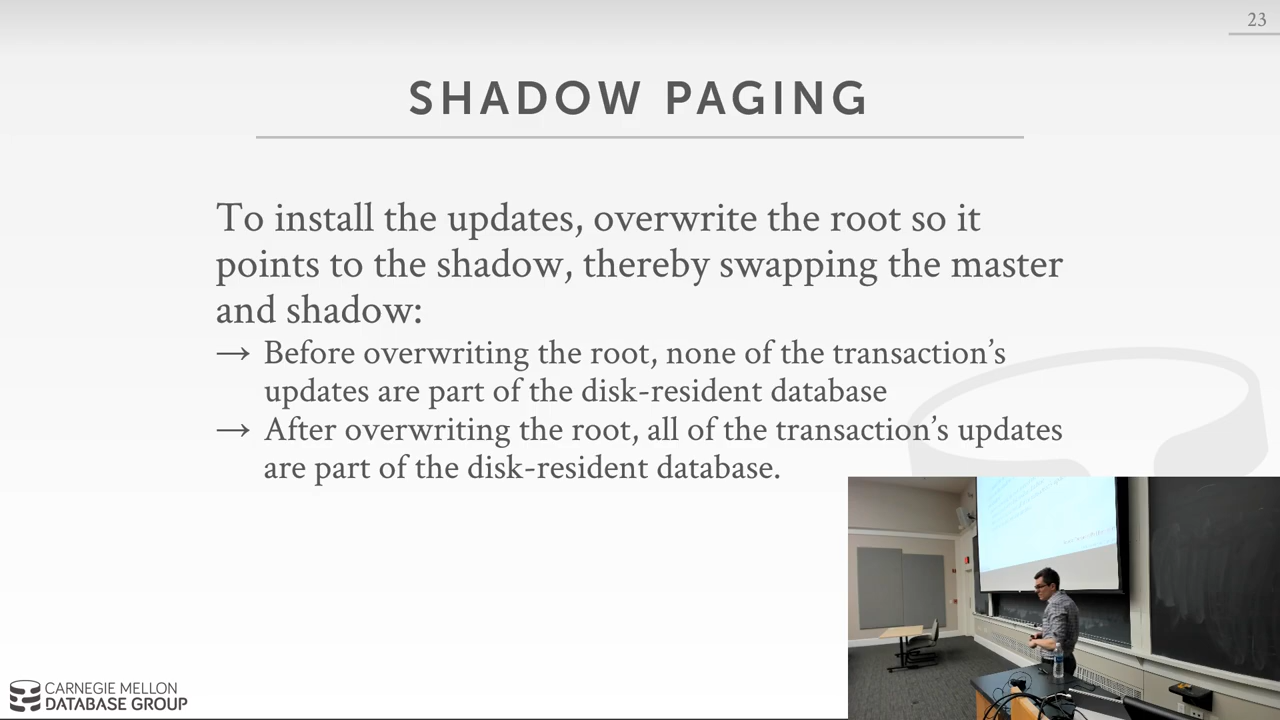 23
SHADOW PAGING
To install the updates, overwrite the root so it
points to the shadow, thereby swapping the master
and shadow:
→ Before overwriting the root, none of the transaction’s
updates are part of the disk-resident database
→ After overwriting the root, all of the transaction’s updates
are part of the disk-resident database.
CARNEGIE MELLON
DATABASE GROUP